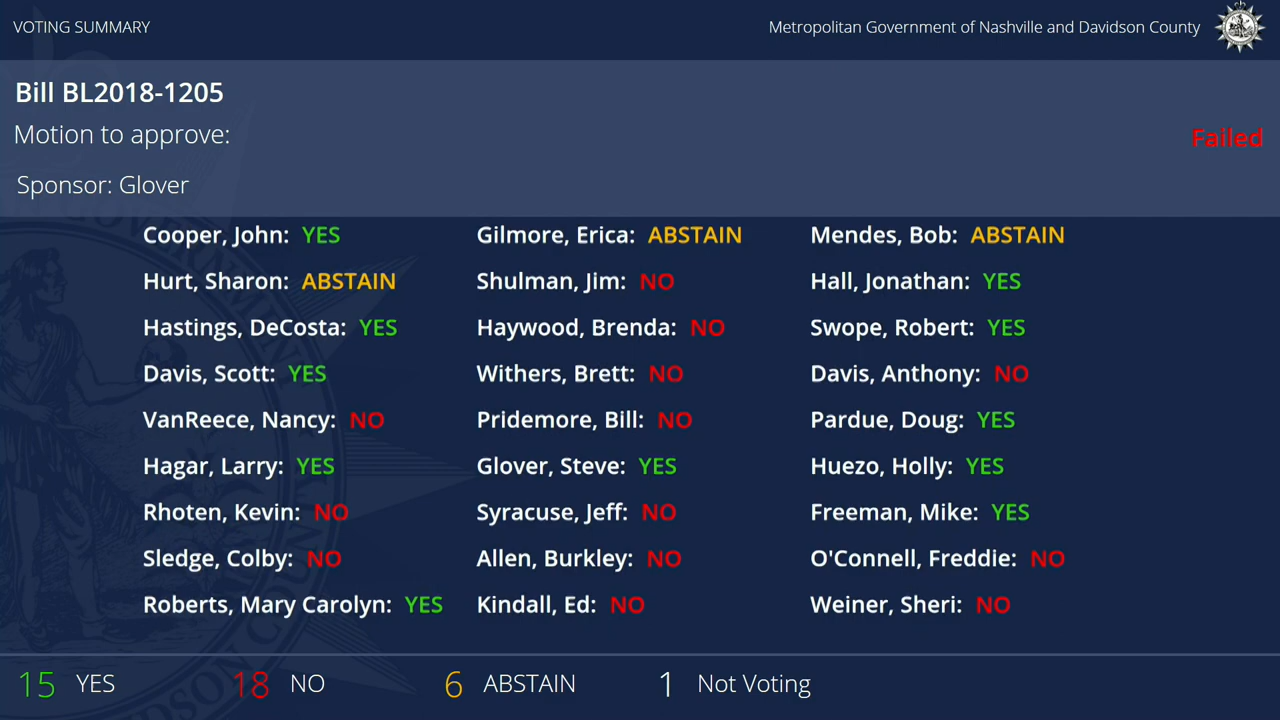 VOTING SUMMARY
Metropolitan Government of Nashville and Davidson County
Bill BL2018-1205
Motion to approve:
Failed
Sponsor: Glover
Cooper, John: YES Gilmore, Erica: ABSTAIN Mendes, Bob: ABSTAIN
Hurt, Sharon: ABSTAIN Shulman, Jim: NO Hall, Jonathan: YES
Hastings, DeCosta: YES Haywood, Brenda: NO Swope, Robert: YES
Davis, Scott: YES Withers, Brett: NO Davis, Anthony: NO
VanReece, Nancy: NO Pridemore, Bill: NO Pardue, Doug: YES
Hagar, Larry: YES Glover, Steve: YES Huezo, Holly: YES
Rhoten, Kevin: NO Syracuse, Jeff: NO Freeman, Mike: YES
Sledge, Colby: NO Allen, Burkley: NO O'Connell, Freddie: NO
Roberts, Mary Carolyn: YES Kindall, Ed: NO Weiner, Sheri: NO
15 YES 18 NO 6 ABSTAIN 1 Not Voting